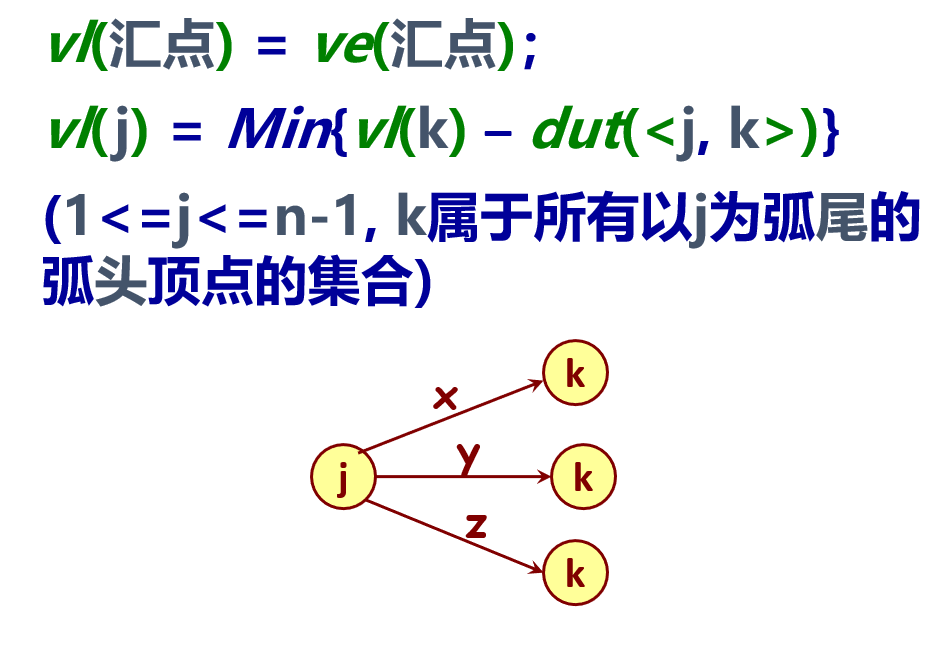 vl(汇点) = ve(汇点);
vl(j) = Min{vl(k) – dut(<j, k>)}
(1<=j<=n-1, k属于所有以j为弧尾的
弧头顶点的集合)
k
x
y
j
k
z
k